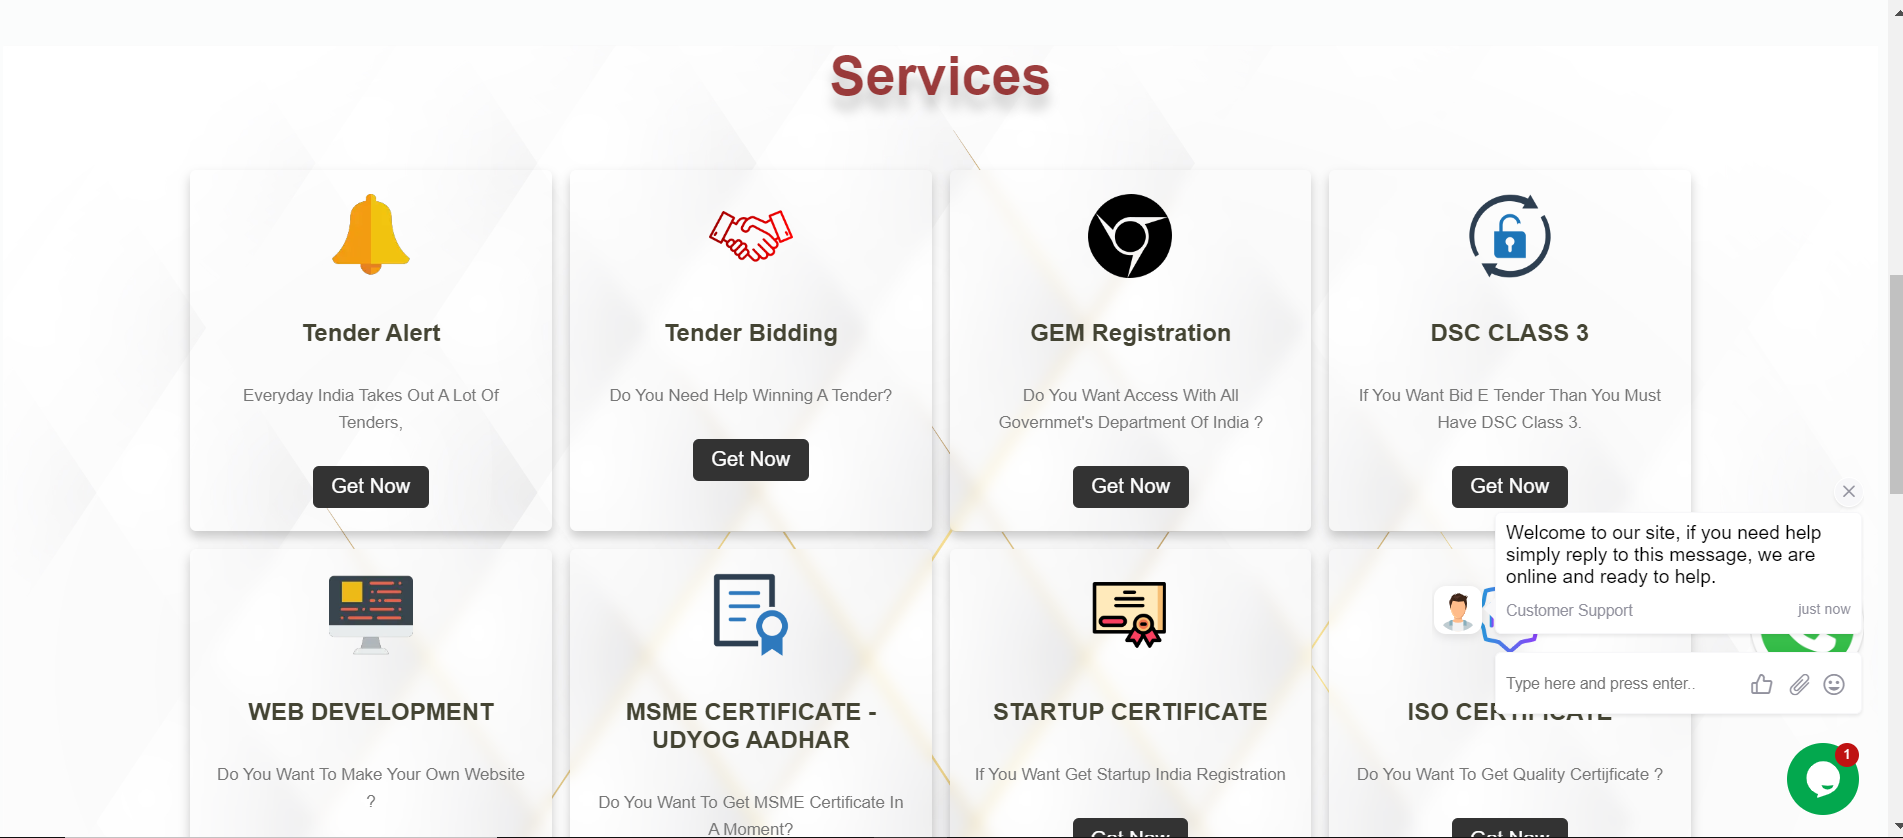 Services
Tender Alert
Everyday India Takes Out A Lot Of
Tenders,
Get Now
Tender Bidding
Do You Need Help Winning A Tender?
Get Now
GEM Registration
Do You Want Access With All
Governmet's Department Of India ?
Get Now
DSC CLASS 3
If You Want Bid E Tender Than You Must
Have DSC Class 3.
Get Now
WEB DEVELOPMENT
Do You Want To Make Your Own Website
?
MSME CERTIFICATE -
UDYOG AADHAR
Do You Want To Get MSME Certificate In
A Moment?
STARTUP CERTIFICATE
If You Want Get Startup India Registration
Get Now
ISO CERTIFICATE
Do You Want To Get Quality Certijficate ?
Get Now
Welcome to our site, if you need help
simply reply to this message, we are
online and ready to help.
Customer Support
just now
Type here and press enter..
1